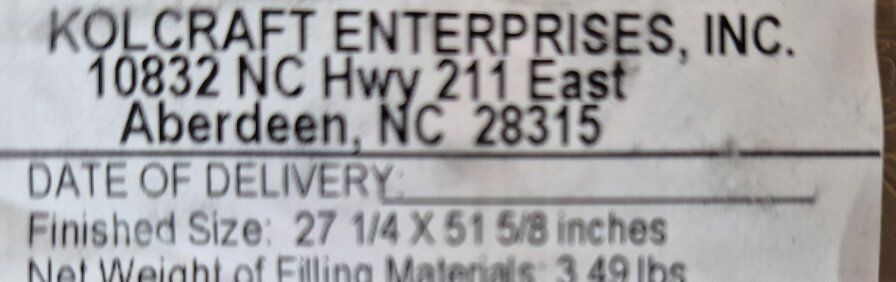 KOLCRAFT ENTERPRISES, INC.
10832 NC Hwy 211 East
Aberdeen, NC 28315
DATE OF DELIVERY:
Finished Size: 27 1/4 X 51 5/8 inches
Net Weight of Filling Materials: 3.49 lbs